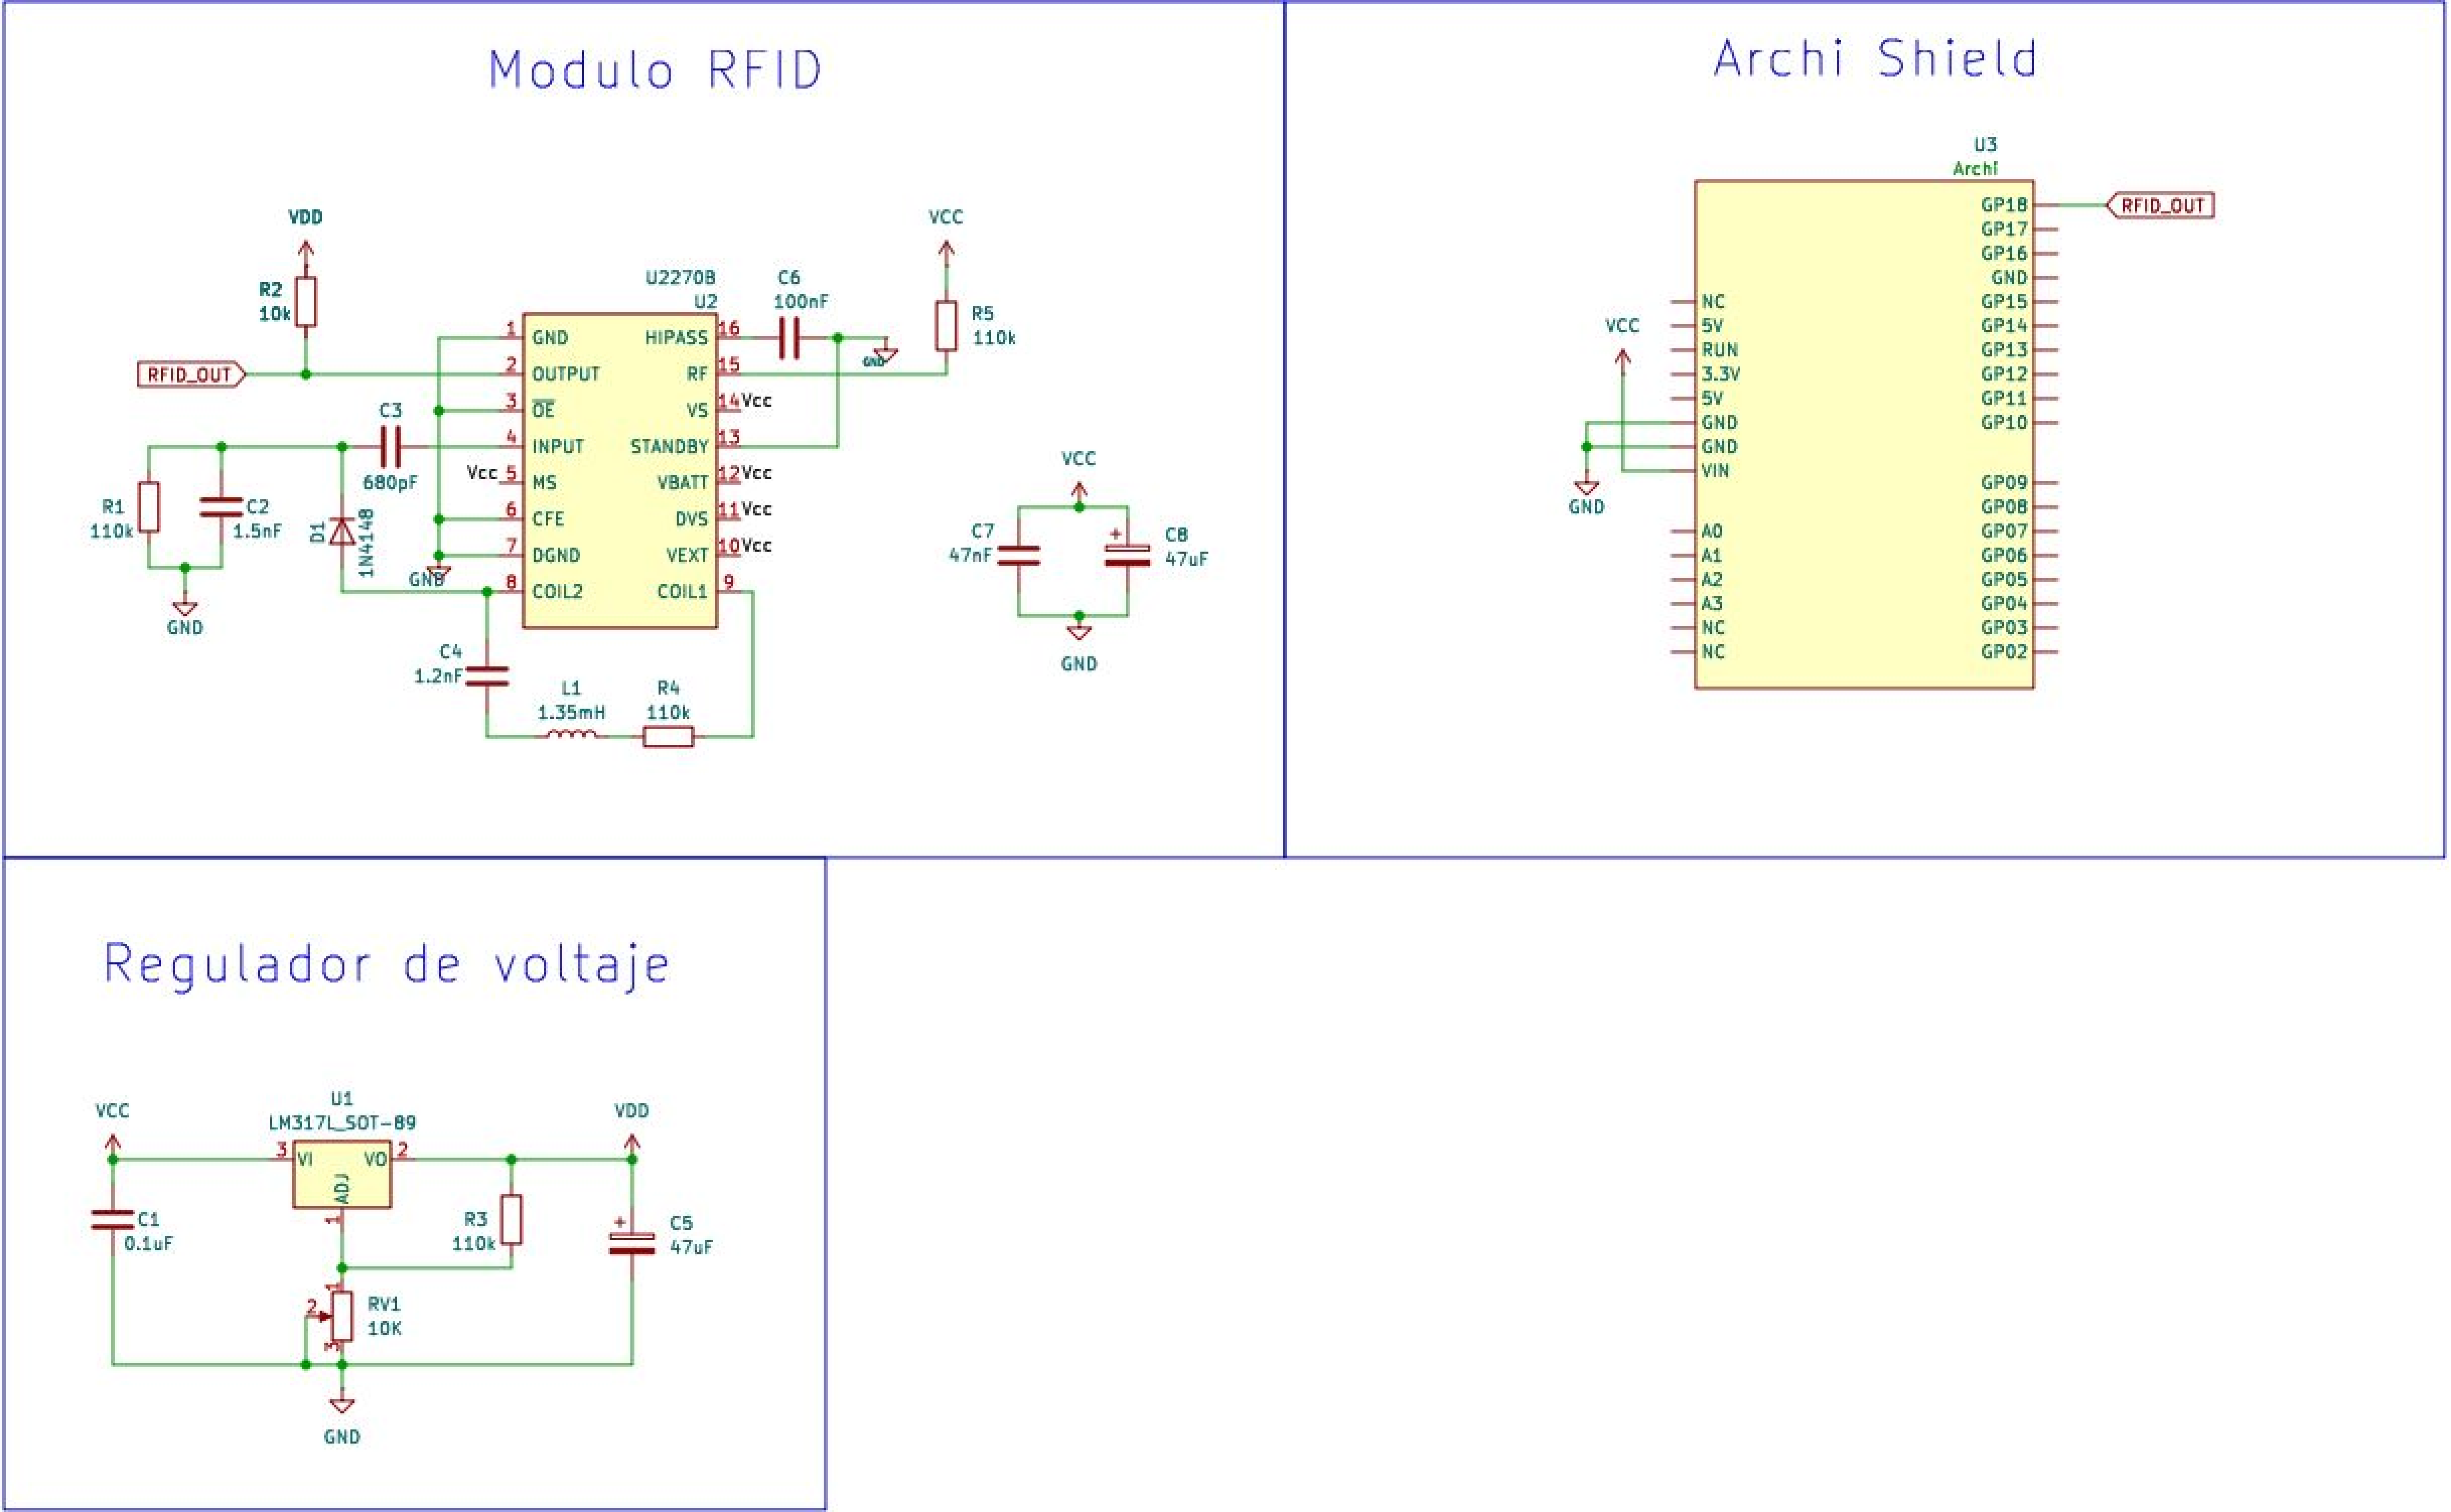 Modulo RFID
VDD
R2
10k
RFID_OUT
VCC
R5
110k
U2270B
U2
C6
100nF
GND
1 GND
2 OUTPUT
3 OE
4 INPUT
Vcc 5 MS
6 CFE
7 DGND
8 COIL2
HIPASS 16
RF 15
VS 14 Vcc
STANDBY 13
VBATT 12 Vcc
DVS 11 Vcc
VEXT 10 Vcc
COIL1 9
C3
680pF
R1
110k
C2
1.5nF
D1
1N4148
GND
GND
C4
1.2nF
L1
1.35mH
R4
110k
VCC
C7
47nF
C8
47uF
GND
Archi Shield
U3
Archi
NC
5V
RUN
3.3V
5V
GND
GND
VIN
A0
A1
A2
A3
NC
NC
GP18
GP17
GP16
GND
GP15
GP14
GP13
GP12
GP11
GP10
GP09
GP08
GP07
GP06
GP05
GP04
GP03
GP02
RFID_OUT
VCC
GND
Regulador de voltaje
VCC
U1
LM317L_SOT-89
VDD
3 VI
VO 2
ADJ
1
C1
0.1uF
R3
110k
C5
47uF
1
2
3
RV1
10K
GND